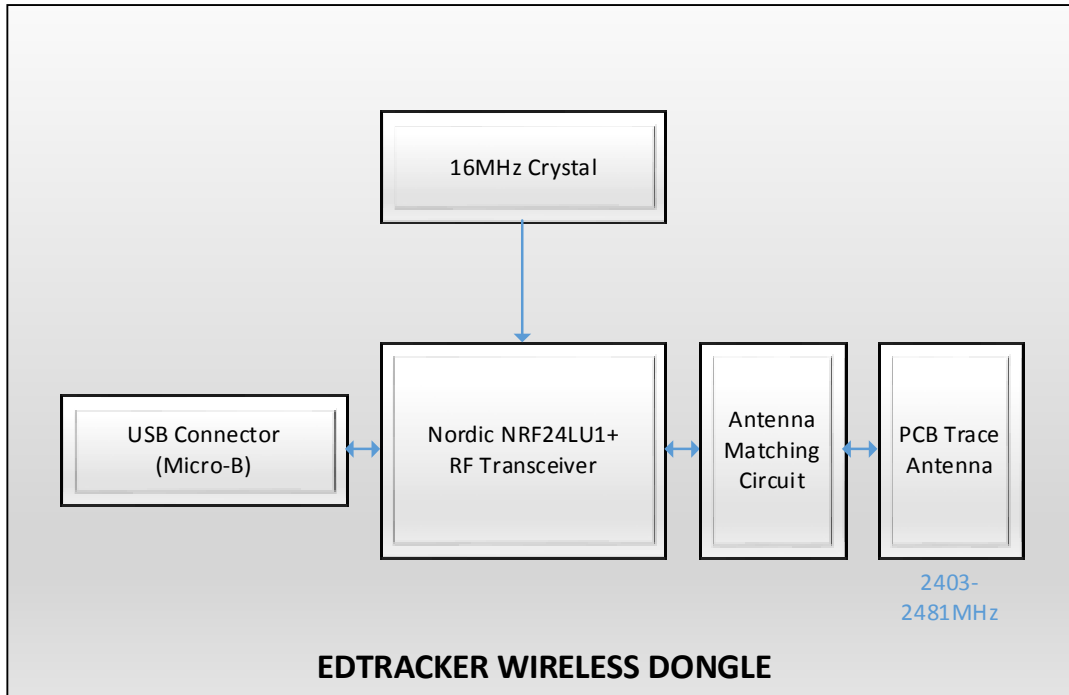 16MHz Crystal
USB Connector
(Micro-B)
Nordic NRF24LU1+
RF Transceiver
Antenna
Matching
Circuit
PCB Trace
Antenna
2403-
2481MHz
EDTRACKER WIRELESS DONGLE